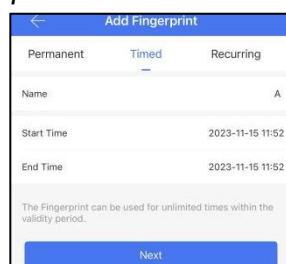 Add Fingerprint
Permanent Timed Recurring
Name A
Start Time 2023-11-15 11:52
End Time 2023-11-15 11:52
The Fingerprint can be used for unlimited times within the
validity period.
Next